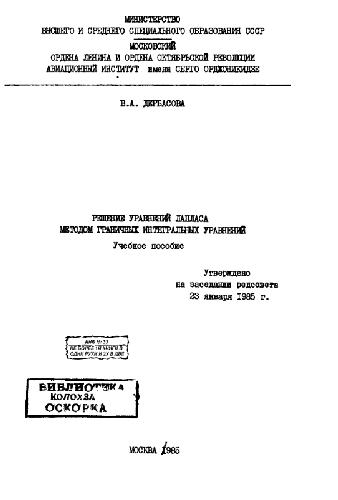 МИНИСТЕРСТВО
ВЫСШЕГО И СРЕДНЕГО СПЕЦИАЛЬНОГО ОБРАЗОВАНИЯ СССР
МОСКОВСКИЙ
ОРДЕНА ЛЕНИНА И ОРДЕНА ОКТЯБРЬСКОЙ РЕВОЛЮЦИИ
АВИАЦИОННЫЙ ИНСТИТУТ имени СЕРГО ОРДЖОНИКИДЗЕ
В.А. ДЕРБАСОВА
РЕШЕНИЕ УРАВНЕНИЙ ЛАПЛАСА
МЕТОДОМ ГРАНИЧНЫХ ИНТЕГРАЛЬНЫХ УРАВНЕНИЙ
Учебное пособие
Утверждено
на заседании редсовета
23 января 1985 г.
БИБЛИОТЕКА
КОЛОХЗА
ОСКОРКА
МОСКВА 1985